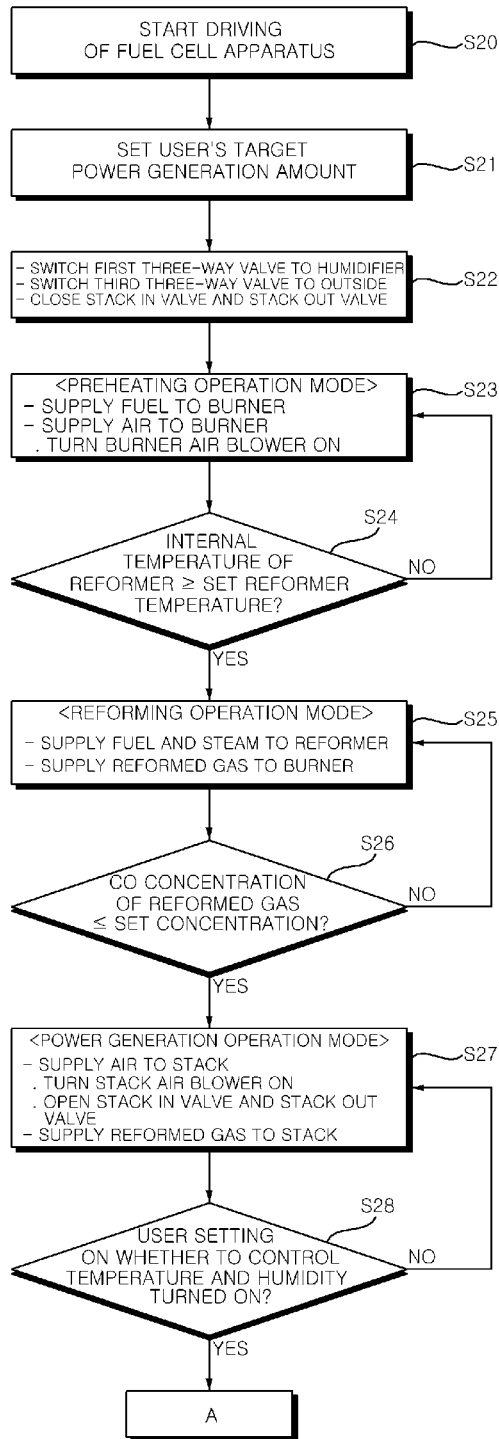 START DRIVING
OF FUEL CELL APPARATUS
S20
SET USER'S TARGET
POWER GENERATION AMOUNT
S21
- SWITCH FIRST THREE-WAY VALVE TO HUMIDIFIER
- SWITCH THIRD THREE-WAY VALVE TO OUTSIDE
- CLOSE STACK IN VALVE AND STACK OUT VALVE
S22
<PREHEATING OPERATION MODE>
- SUPPLY FUEL TO BURNER
- SUPPLY AIR TO BURNER
. TURN BURNER AIR BLOWER ON
S23
INTERNAL
TEMPERATURE OF
REFORMER ≥ SET REFORMER
TEMPERATURE?
S24
NO
YES
<REFORMING OPERATION MODE>
- SUPPLY FUEL AND STEAM TO REFORMER
- SUPPLY REFORMED GAS TO BURNER
S25
CO CONCENTRATION
OF REFORMED GAS
≤ SET CONCENTRATION?
S26
NO
YES
<POWER GENERATION OPERATION MODE>
- SUPPLY AIR TO STACK
. TURN STACK AIR BLOWER ON
. OPEN STACK IN VALVE AND STACK OUT
VALVE
- SUPPLY REFORMED GAS TO STACK
S27
USER SETTING
ON WHETHER TO CONTROL
TEMPERATURE AND HUMIDITY
TURNED ON?
S28
NO
YES
A